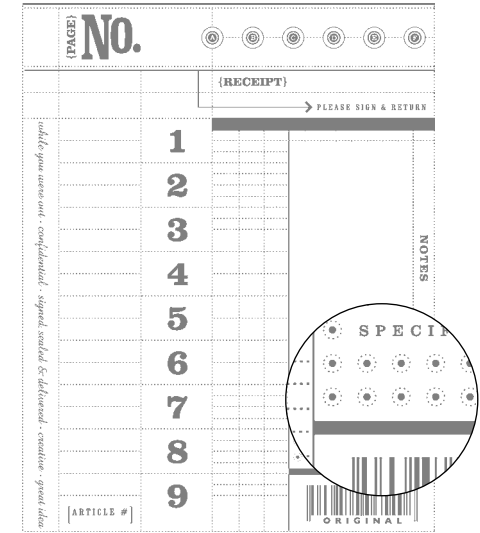 {PAGE} No.
A B C D E F
{RECEIPT}
PLEASE SIGN & RETURN
while you were out · confidential · signed, sealed & delivered · creative · great idea
1
2
3
4
5
6
7
8
9
NOTES
SPECIF
[ARTICLE #]
ORIGINAL